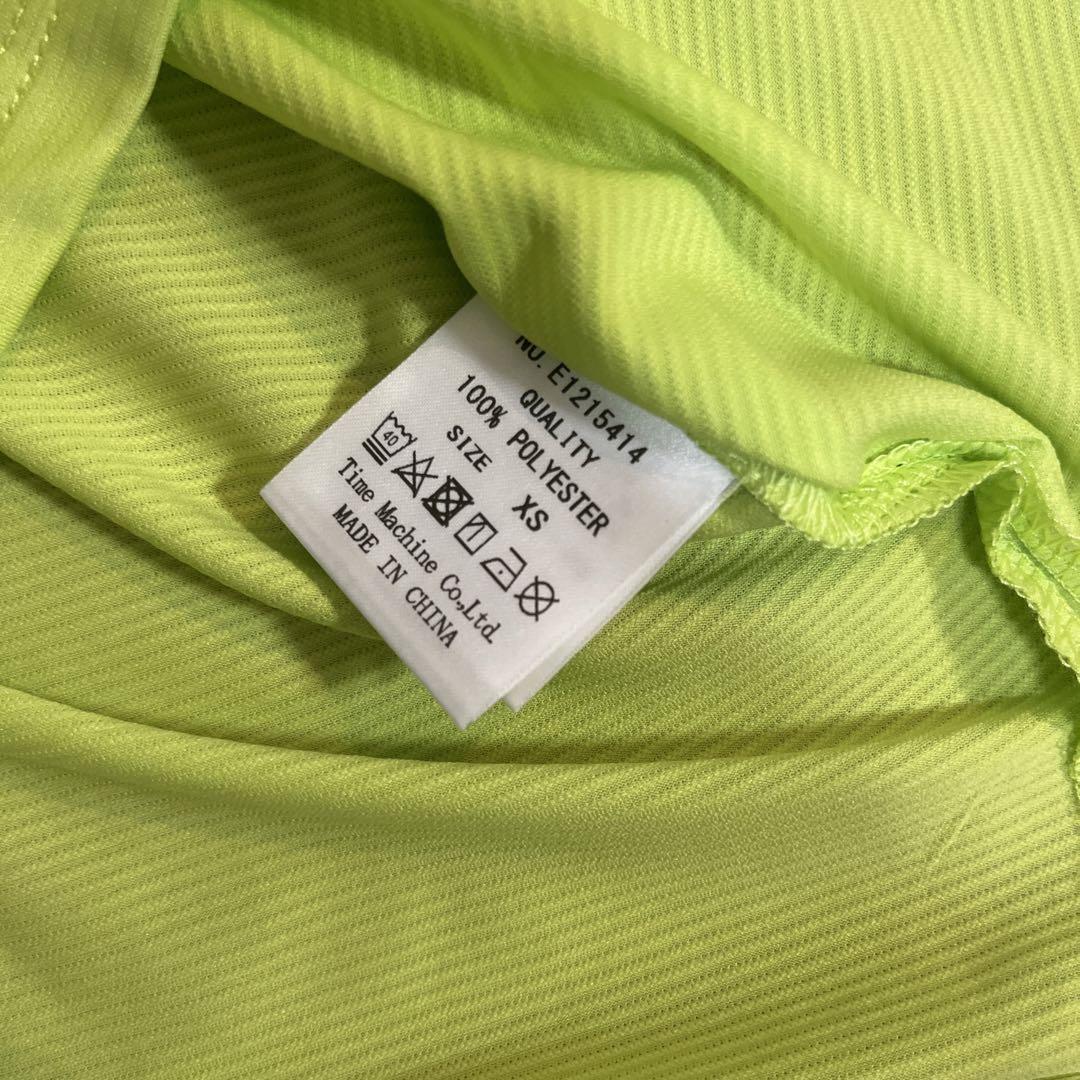 NO. E1215414
QUALITY
100% POLYESTER
SIZE XS
40
Time Machine Co.,Ltd.
MADE IN CHINA